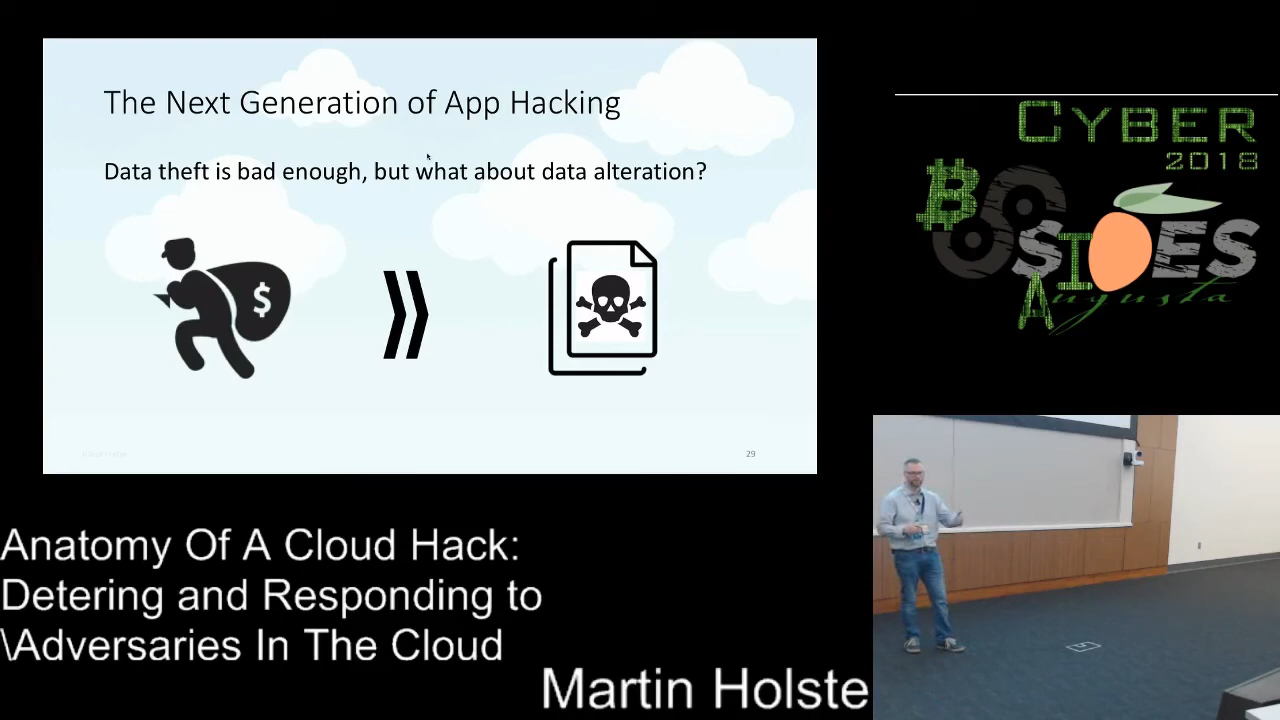 The Next Generation of App Hacking
Data theft is bad enough, but what about data alteration?
$
29
CYBER
2018
BSIDES
Augusta
Anatomy Of A Cloud Hack:
Detering and Responding to
\Adversaries In The Cloud
Martin Holste